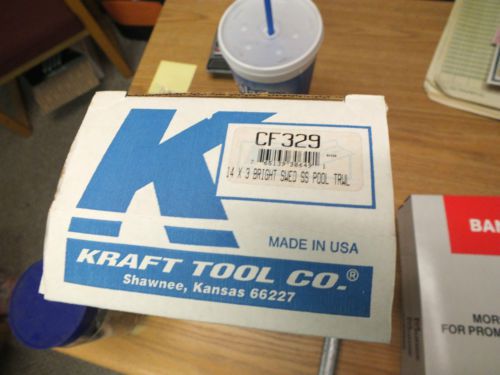 K
CF329
14 X 3 BRIGHT SWED SS POOL TRWL
MADE IN USA
KRAFT TOOL CO.®
Shawnee, Kansas 66227
BAN
MOR
FOR PROM